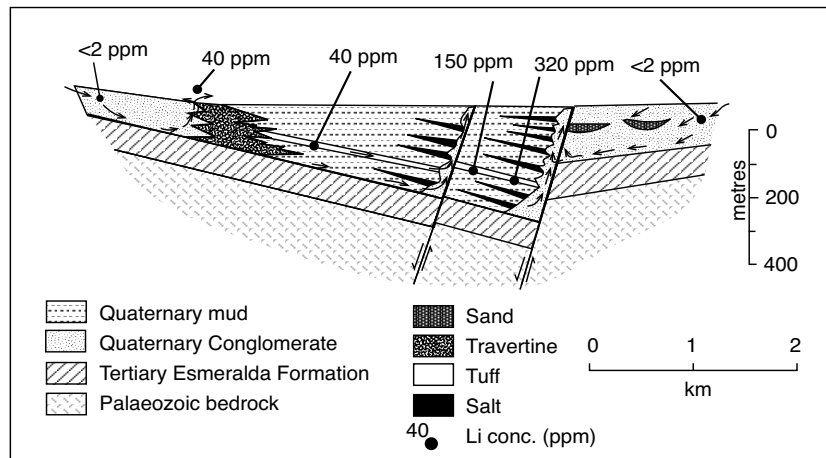 <2 ppm
40 ppm
40 ppm
150 ppm
320 ppm
<2 ppm
0
200
400
metres
Quaternary mud
Quaternary Conglomerate
Tertiary Esmeralda Formation
Palaeozoic bedrock
Sand
Travertine
Tuff
Salt
40 Li conc. (ppm)
0 1 2
km